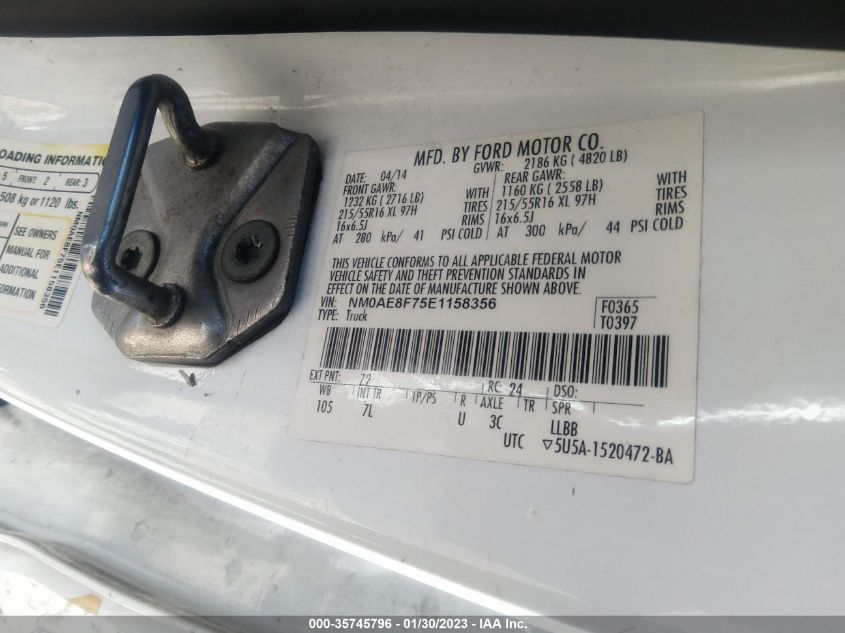 LOADING INFORMATION
5 FRONT: 2 REAR: 3
508 kg or 1120 lbs.
SEE OWNERS
MANUAL FOR
ADDITIONAL
INFORMATION
NM0AE8F75E1158356
MFD. BY FORD MOTOR CO.
DATE: 04/14 GVWR: 2186 KG ( 4820 LB)
FRONT GAWR: REAR GAWR:
1232 KG ( 2716 LB) WITH 1160 KG ( 2558 LB) WITH
215/55R16 XL 97H TIRES 215/55R16 XL 97H TIRES
16x6.5J RIMS 16x6.5J RIMS
AT 280 kPa/ 41 PSI COLD AT 300 kPa/ 44 PSI COLD
THIS VEHICLE CONFORMS TO ALL APPLICABLE FEDERAL MOTOR
VEHICLE SAFETY AND THEFT PREVENTION STANDARDS IN
EFFECT ON THE DATE OF MANUFACTURE SHOWN ABOVE.
VIN: NM0AE8F75E1158356 F0365
TYPE: Truck T0397
EXT PNT: Z2 RC: 24 DSO:
WB INT TR TP/PS R AXLE TR SPR
105 7L U 3C LLBB
UTC ▽5U5A-1520472-BA
000-35745796 - 01/30/2023 - IAA Inc.